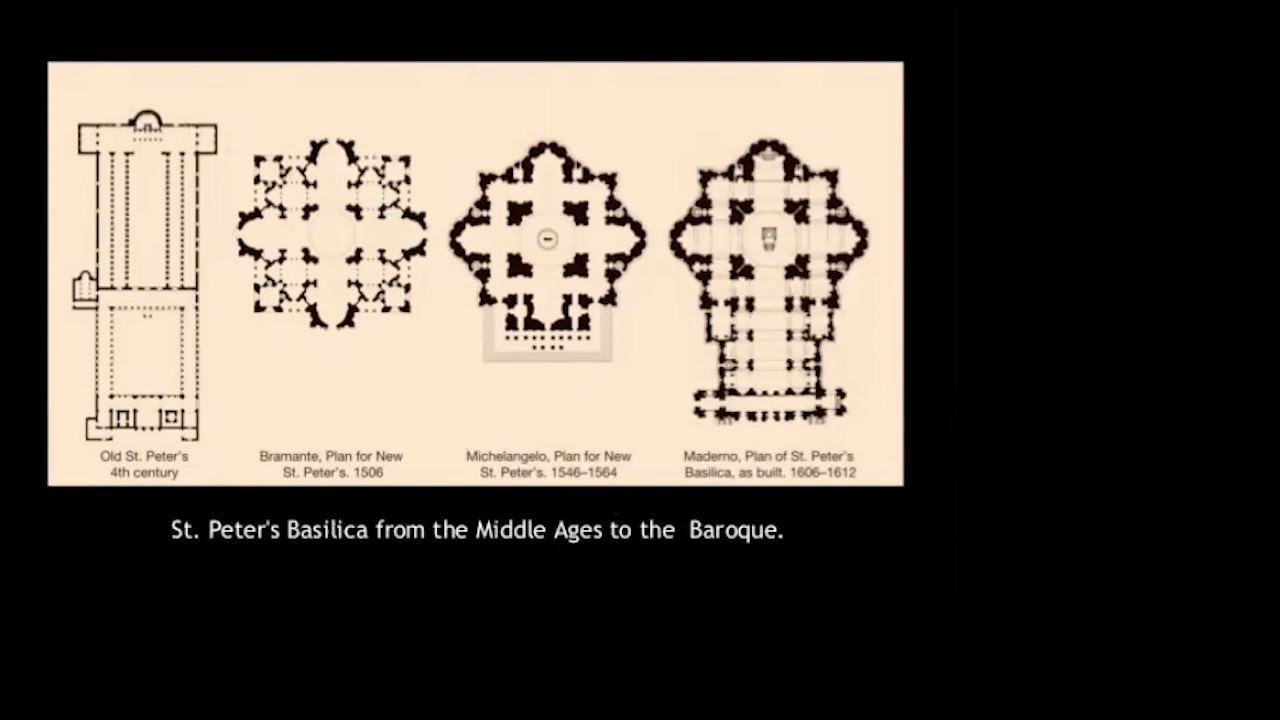 Old St. Peter's
4th century
Bramante, Plan for New
St. Peter's. 1506
Michelangelo, Plan for New
St. Peter's. 1546–1564
Maderno, Plan of St. Peter's
Basilica, as built. 1606–1612
St. Peter's Basilica from the Middle Ages to the Baroque.